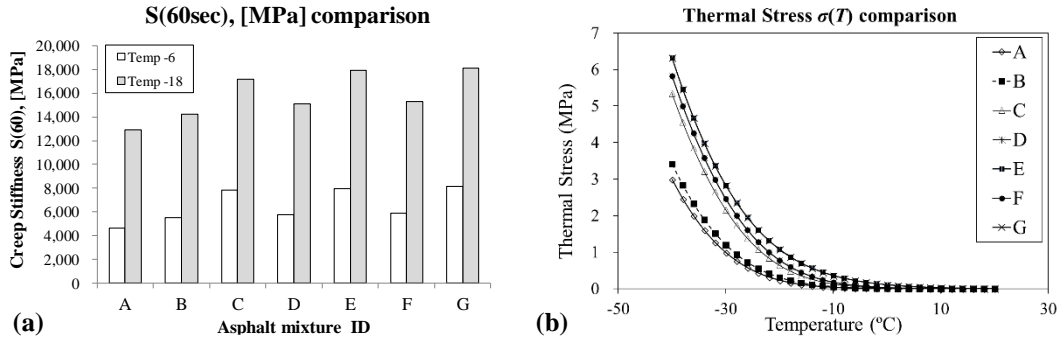 S(60sec), [MPa] comparison
Creep Stiffness S(60), [MPa]
20,000
18,000
16,000
14,000
12,000
10,000
8,000
6,000
4,000
2,000
0
Temp -6
Temp -18
A B C D E F G
Asphalt mixture ID
(a)
Thermal Stress σ(T) comparison
Thermal Stress (MPa)
7
6
5
4
3
2
1
0
A
B
C
D
E
F
G
-50 -30 -10 10 30
Temperature (ºC)
(b)